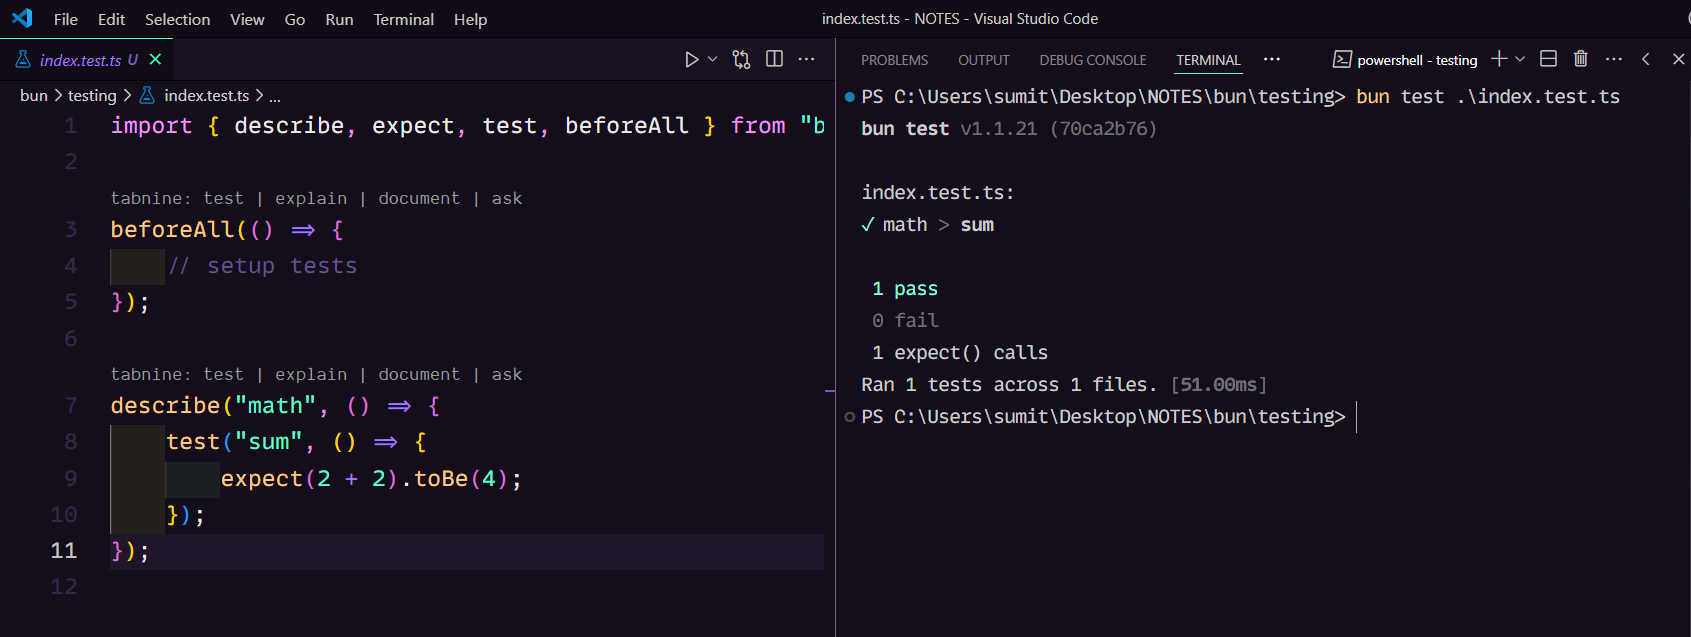 File Edit Selection View Go Run Terminal Help
index.test.ts - NOTES - Visual Studio Code
index.test.ts U
bun > testing > index.test.ts > ...
1 import { describe, expect, test, beforeAll } from "b
2
tabnine: test | explain | document | ask
3 beforeAll(() => {
4 // setup tests
5 });
6
tabnine: test | explain | document | ask
7 describe("math", () => {
8 test("sum", () => {
9 expect(2 + 2).toBe(4);
10 });
11 });
12
PROBLEMS OUTPUT DEBUG CONSOLE TERMINAL ... powershell - testing
PS C:\Users\sumit\Desktop\NOTES\bun\testing> bun test .\index.test.ts
bun test v1.1.21 (70ca2b76)
index.test.ts:
✓ math > sum
1 pass
0 fail
1 expect() calls
Ran 1 tests across 1 files. [51.00ms]
PS C:\Users\sumit\Desktop\NOTES\bun\testing>